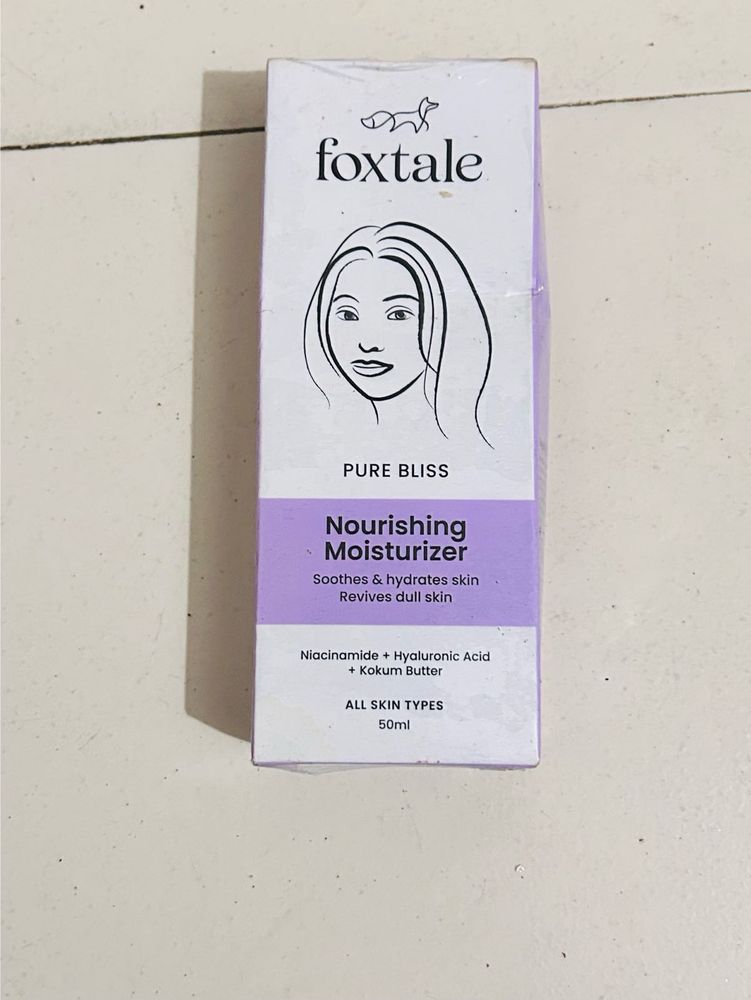 foxtale
PURE BLISS
Nourishing
Moisturizer
Soothes & hydrates skin
Revives dull skin
Niacinamide + Hyaluronic Acid
+ Kokum Butter
ALL SKIN TYPES
50ml